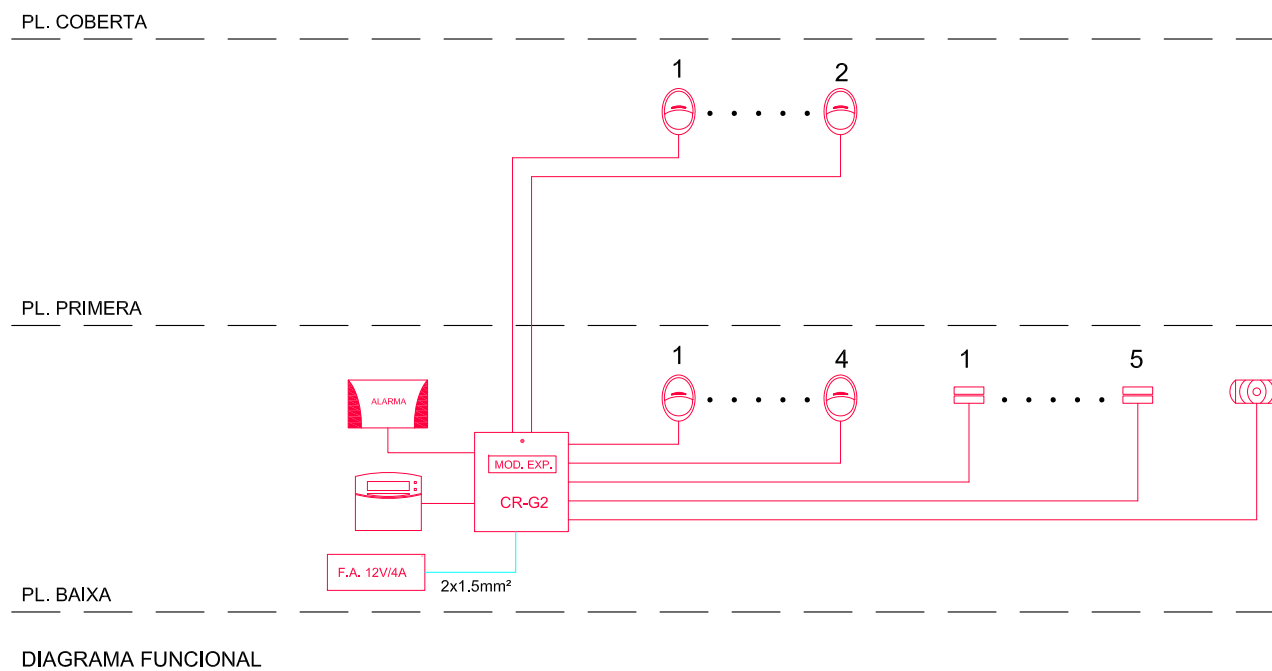 PL. COBERTA
1 2
PL. PRIMERA
1 4 1 5
ALARMA
MOD. EXP.
CR-G2
F.A. 12V/4A
2x1.5mm²
PL. BAIXA
DIAGRAMA FUNCIONAL